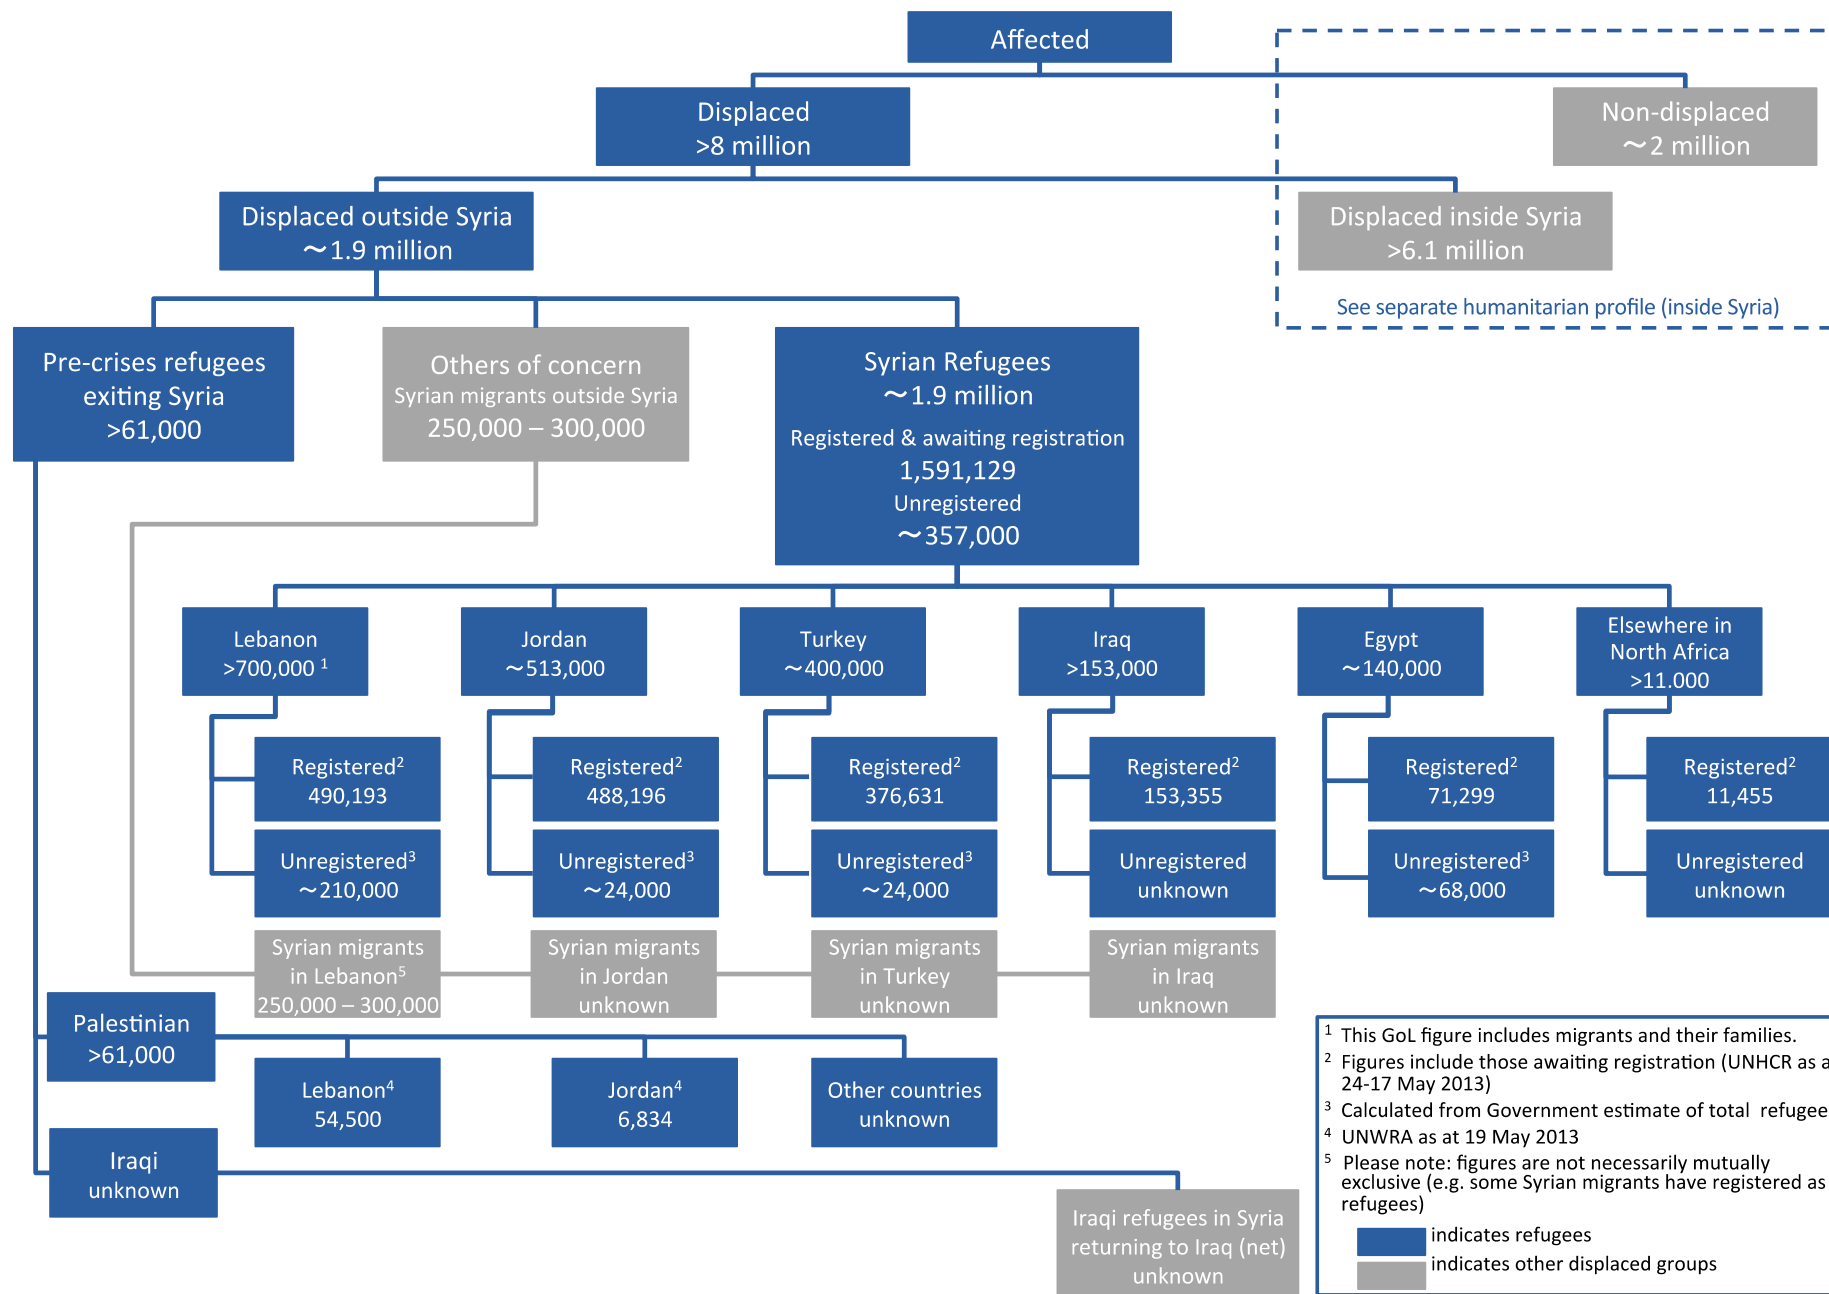 Affected
Displaced
>8 million
Non-displaced
~2 million
Displaced outside Syria
~1.9 million
Displaced inside Syria
>6.1 million
See separate humanitarian profile (inside Syria)
Pre-crises refugees
exiting Syria
>61,000
Others of concern
Syrian migrants outside Syria
250,000 – 300,000
Syrian Refugees
~1.9 million
Registered & awaiting registration
1,591,129
Unregistered
~357,000
Lebanon
>700,000 ¹
Jordan
~513,000
Turkey
~400,000
Iraq
>153,000
Egypt
~140,000
Elsewhere in
North Africa
>11.000
Registered²
490,193
Registered²
488,196
Registered²
376,631
Registered²
153,355
Registered²
71,299
Registered²
11,455
Unregistered³
~210,000
Unregistered³
~24,000
Unregistered³
~24,000
Unregistered
unknown
Unregistered³
~68,000
Unregistered
unknown
Syrian migrants
in Lebanon⁵
250,000 – 300,000
Syrian migrants
in Jordan
unknown
Syrian migrants
in Turkey
unknown
Syrian migrants
in Iraq
unknown
Palestinian
>61,000
Lebanon⁴
54,500
Jordan⁴
6,834
Other countries
unknown
Iraqi
unknown
Iraqi refugees in Syria
returning to Iraq (net)
unknown
¹ This GoL figure includes migrants and their families.
² Figures include those awaiting registration (UNHCR as a
24-17 May 2013)
³ Calculated from Government estimate of total refugee
⁴ UNWRA as at 19 May 2013
⁵ Please note: figures are not necessarily mutually
exclusive (e.g. some Syrian migrants have registered as
refugees)
indicates refugees
indicates other displaced groups